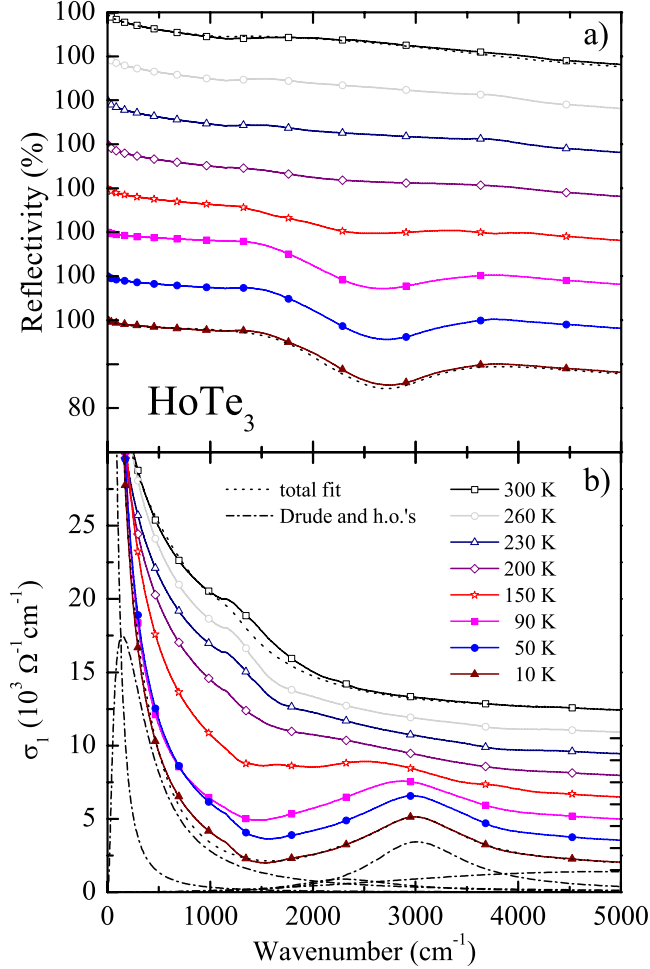 100
a)
100
100
100
100
100
100
100
80
Reflectivity (%)
HoTe3
b)
total fit
Drude and h.o.'s
300 K
260 K
230 K
200 K
150 K
90 K
50 K
10 K
25
20
15
10
5
0
σ1 (10^3 Ω^-1cm^-1)
0 1000 2000 3000 4000 5000
Wavenumber (cm^-1)